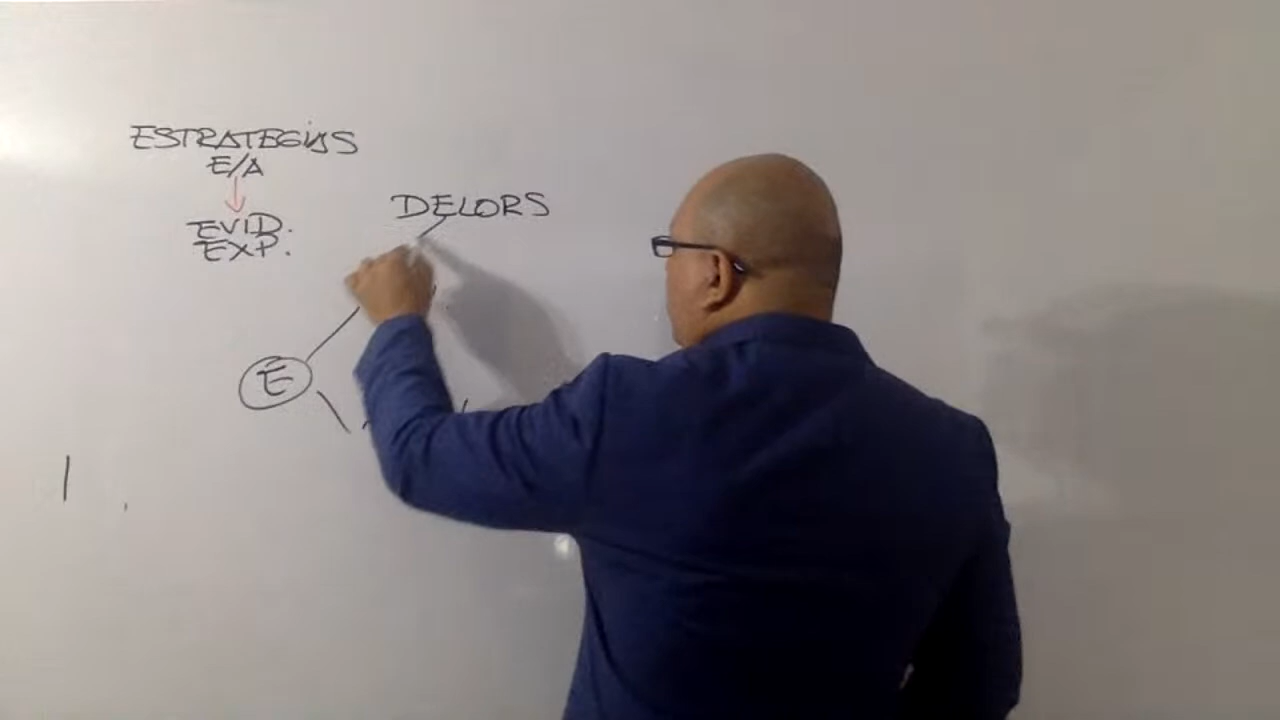 ESTRATEGIAS
E/A
EVID.
EXP.
DELORS
E